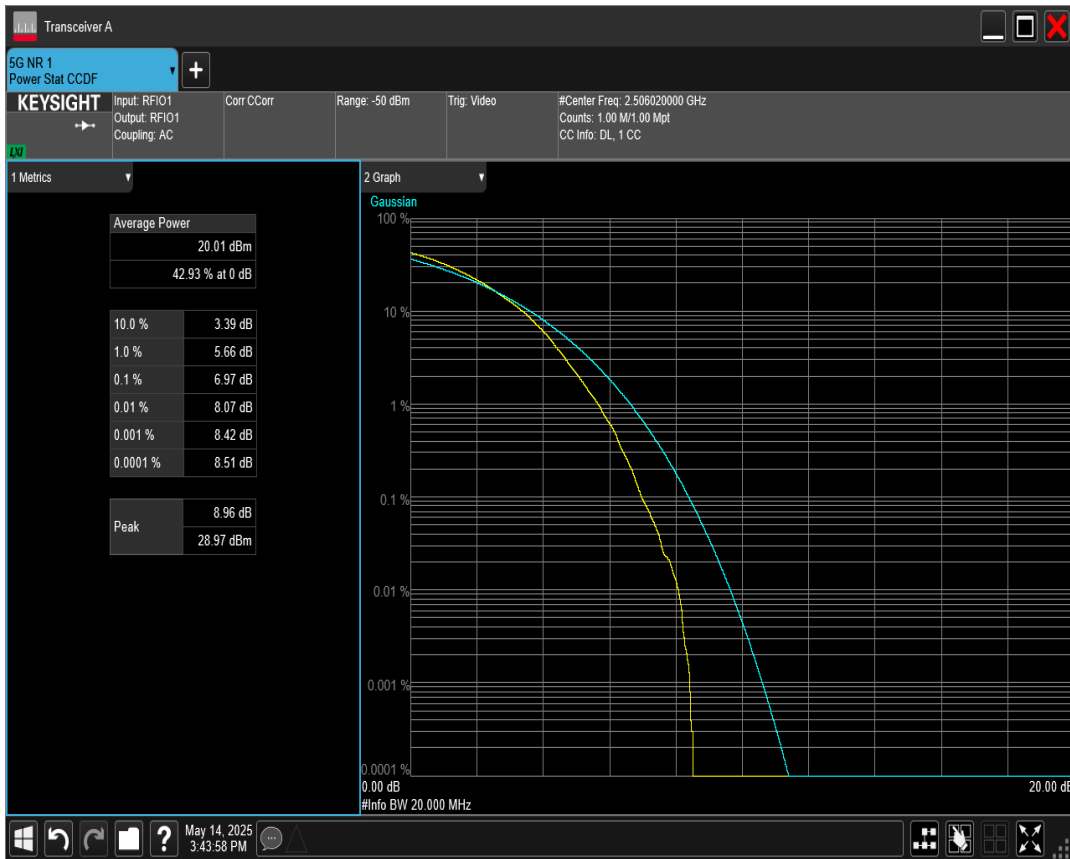 Transceiver A
5G NR 1
Power Stat CCDF
KEYSIGHT
LXI
Input: RFIO1
Output: RFIO1
Coupling: AC
Corr CCorr
Range: -50 dBm
Trig: Video
#Center Freq: 2.506020000 GHz
Counts: 1.00 M/1.00 Mpt
CC Info: DL, 1 CC
1 Metrics
Average Power
20.01 dBm
42.93 % at 0 dB
10.0 % 3.39 dB
1.0 % 5.66 dB
0.1 % 6.97 dB
0.01 % 8.07 dB
0.001 % 8.42 dB
0.0001 % 8.51 dB
Peak
8.96 dB
28.97 dBm
2 Graph
Gaussian
100 %
10 %
1 %
0.1 %
0.01 %
0.001 %
0.0001 %
0.00 dB 20.00 dB
#Info BW 20.000 MHz
? May 14, 2025
3:43:58 PM